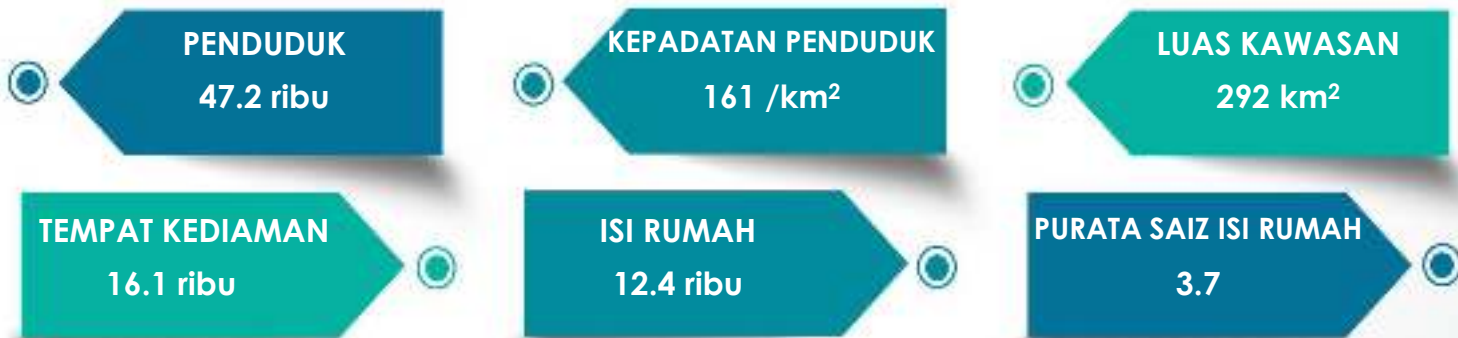 PENDUDUK
47.2 ribu
KEPADATAN PENDUDUK
161 /km²
LUAS KAWASAN
292 km²
TEMPAT KEDIAMAN
16.1 ribu
ISI RUMAH
12.4 ribu
PURATA SAIZ ISI RUMAH
3.7